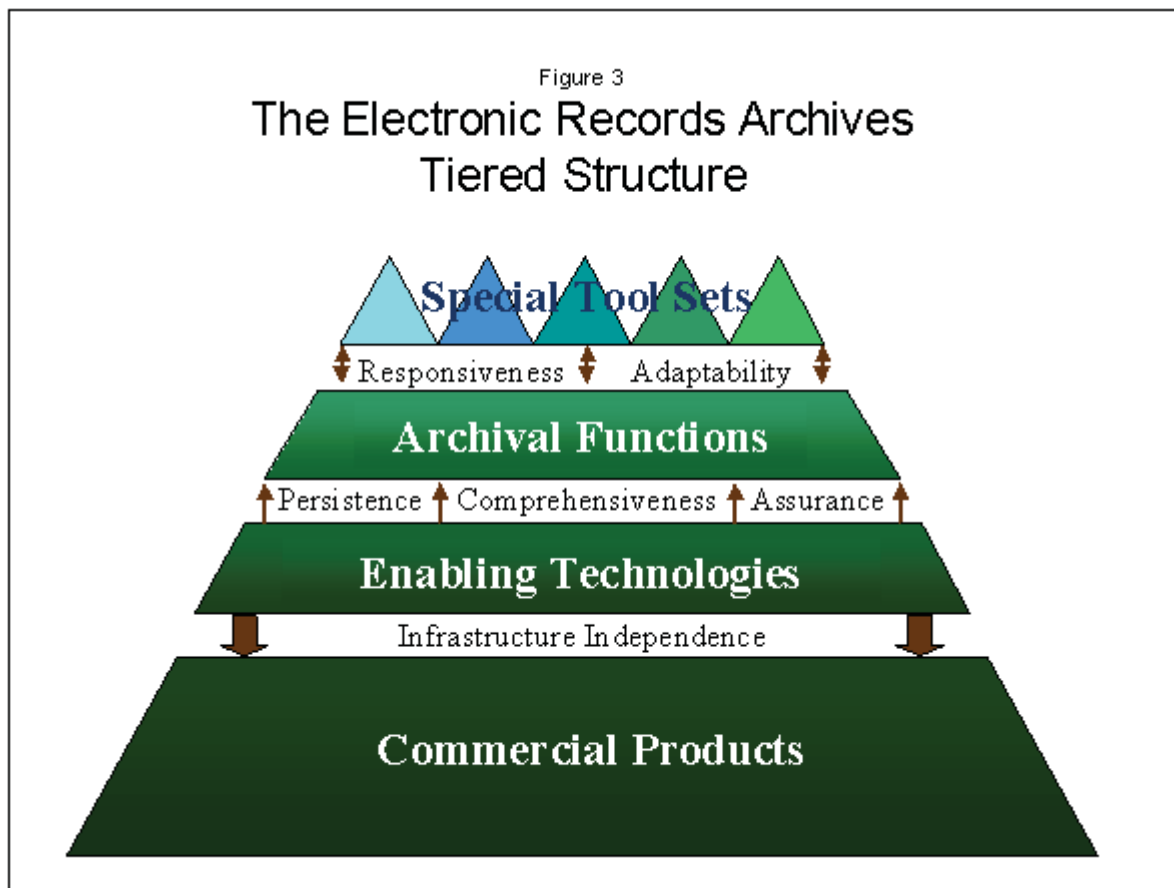 Figure 3
The Electronic Records Archives
Tiered Structure
Special Tool Sets
Responsiveness Adaptability
Archival Functions
Persistence Comprehensiveness Assurance
Enabling Technologies
Infrastructure Independence
Commercial Products